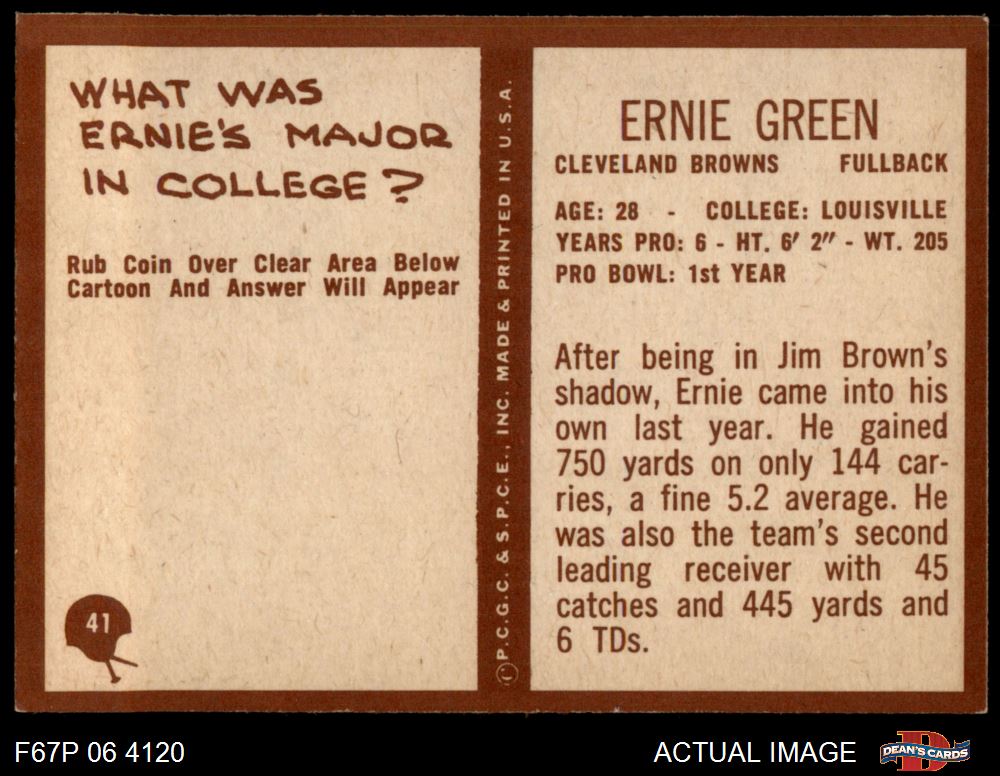 WHAT WAS
ERNIE'S MAJOR
IN COLLEGE?
Rub Coin Over Clear Area Below
Cartoon And Answer Will Appear
41
©P.C.G.C. & S.P.C.E., INC. MADE & PRINTED IN U.S.A.
ERNIE GREEN
CLEVELAND BROWNS FULLBACK
AGE: 28 - COLLEGE: LOUISVILLE
YEARS PRO: 6 - HT. 6' 2" - WT. 205
PRO BOWL: 1st YEAR
After being in Jim Brown's
shadow, Ernie came into his
own last year. He gained
750 yards on only 144 car-
ries, a fine 5.2 average. He
was also the team's second
leading receiver with 45
catches and 445 yards and
6 TDs.
F67P 06 4120
ACTUAL IMAGE
D
DEAN'S CARDS